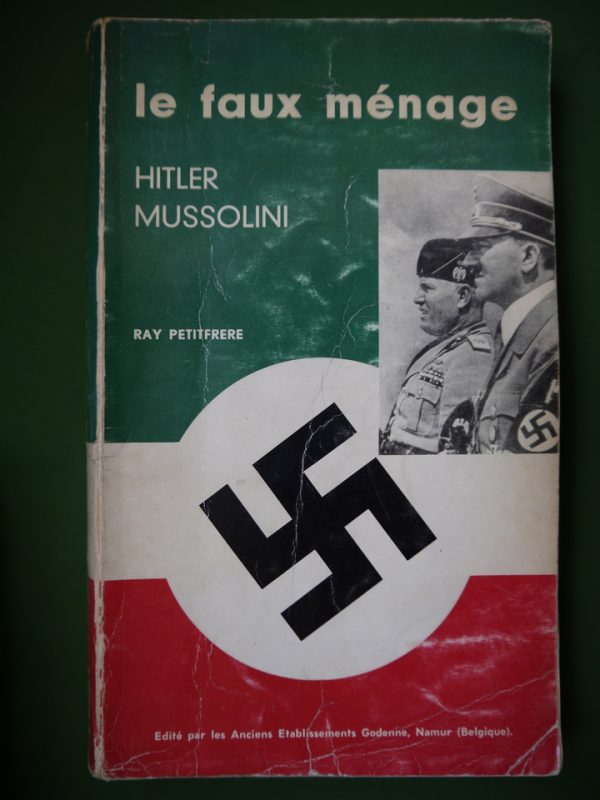 le faux ménage
HITLER
MUSSOLINI
RAY PETITFRERE
Edité par les Anciens Etablissements Godenne, Namur (Belgique).